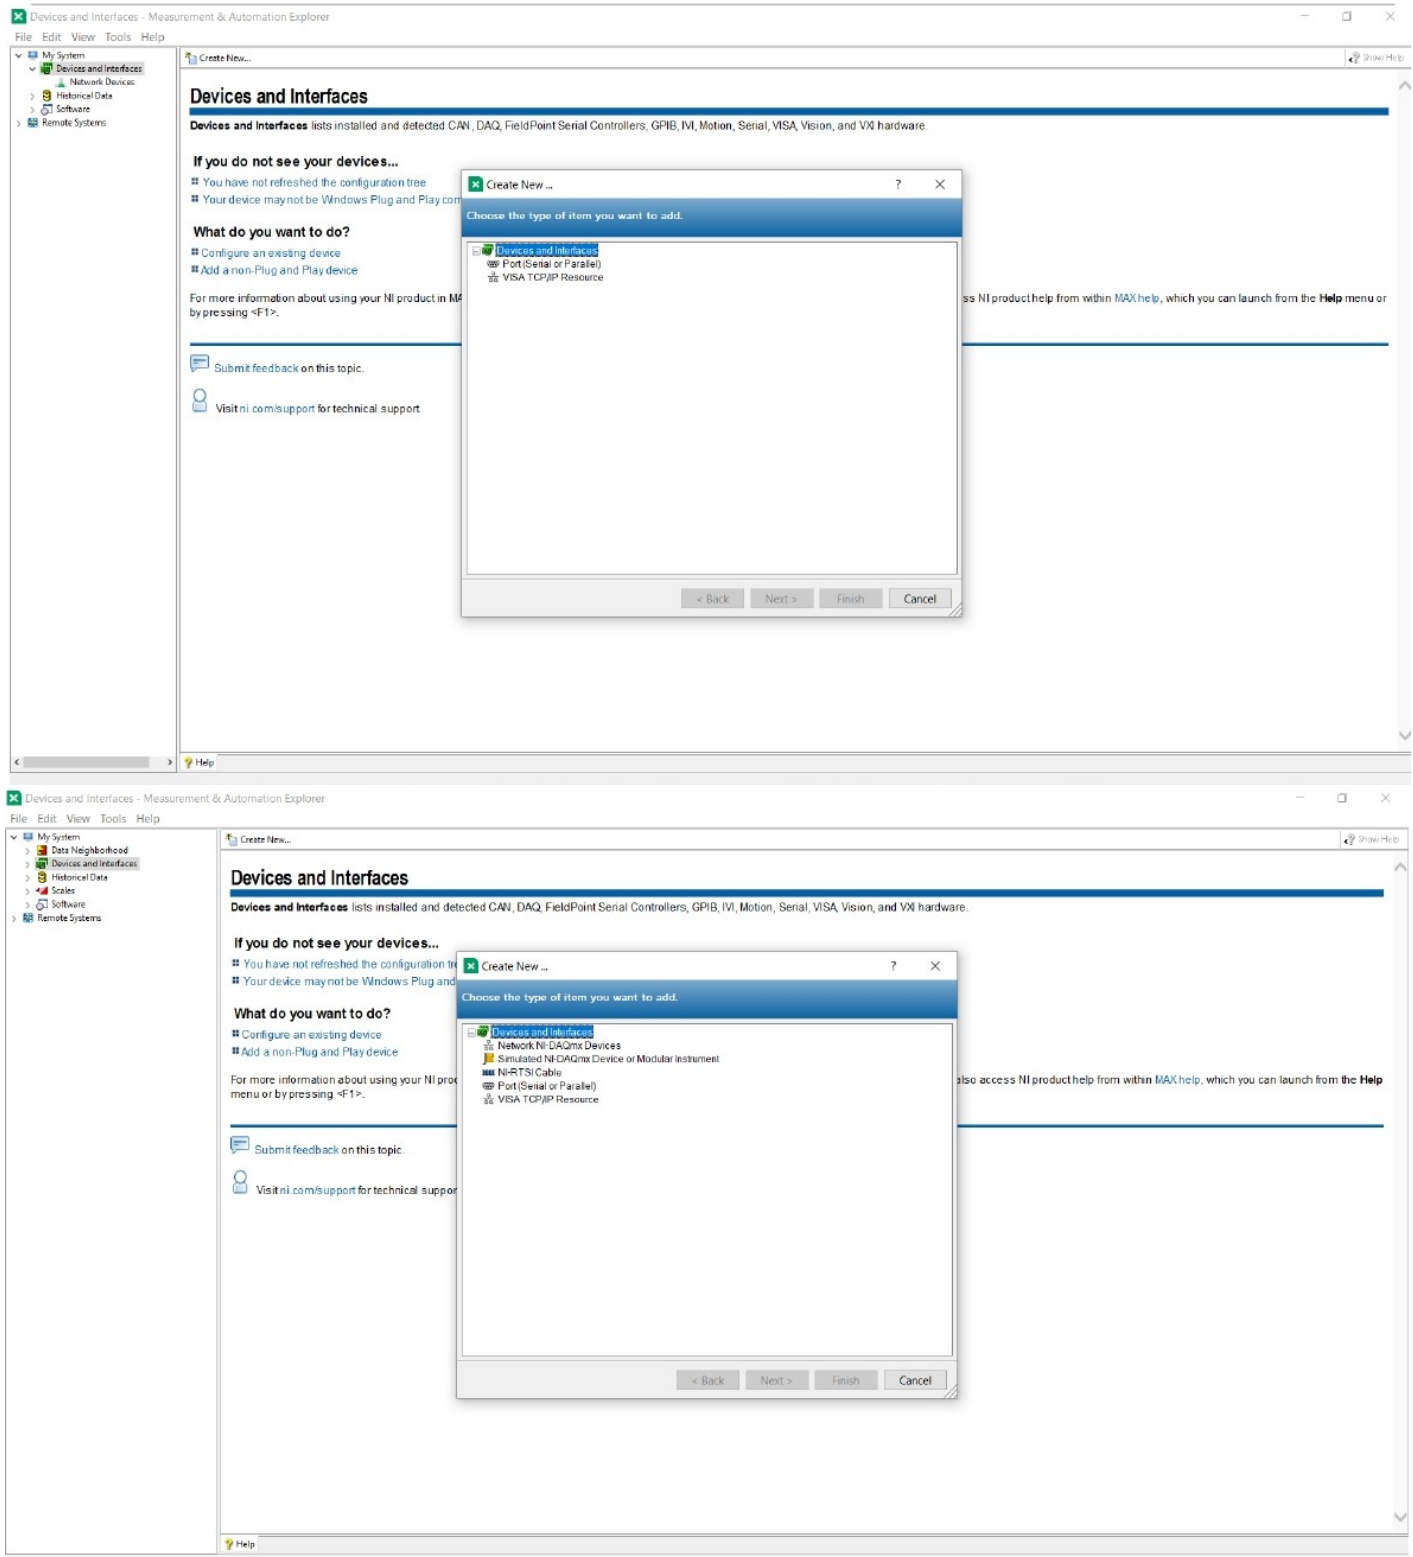 Devices and Interfaces - Measurement & Automation Explorer
File Edit View Tools Help
My System
Devices and Interfaces
Network Devices
Historical Data
Software
Remote Systems
Create New...
Show Help
Devices and Interfaces
Devices and Interfaces lists installed and detected CAN, DAQ, FieldPoint Serial Controllers, GPIB, IVI, Motion, Serial, VISA, Vision, and VXI hardware.
If you do not see your devices...
You have not refreshed the configuration tree
Your device may not be Windows Plug and Play com
What do you want to do?
Configure an existing device
Add a non-Plug and Play device
For more information about using your NI product in MA
ss NI product help from within MAX help, which you can launch from the Help menu or
by pressing <F1>.
Submit feedback on this topic.
Visit ni.com/support for technical support.
Create New ...
?
Choose the type of item you want to add.
Devices and Interfaces
Port (Serial or Parallel)
VISA TCP/IP Resource
< Back Next > Finish Cancel
Help
Devices and Interfaces - Measurement & Automation Explorer
File Edit View Tools Help
My System
Data Neighborhood
Devices and Interfaces
Historical Data
Scales
Software
Remote Systems
Create New...
Show Help
Devices and Interfaces
Devices and Interfaces lists installed and detected CAN, DAQ, FieldPoint Serial Controllers, GPIB, IVI, Motion, Serial, VISA, Vision, and VXI hardware.
If you do not see your devices...
You have not refreshed the configuration tre
Your device may not be Windows Plug and
What do you want to do?
Configure an existing device
Add a non-Plug and Play device
For more information about using your NI proc
also access NI product help from within MAX help, which you can launch from the Help
menu or by pressing <F1>.
Submit feedback on this topic.
Visit ni.com/support for technical suppor
Create New ...
?
Choose the type of item you want to add.
Devices and Interfaces
Network NI-DAQmx Devices
Simulated NI-DAQmx Device or Modular Instrument
NI-RTSI Cable
Port (Serial or Parallel)
VISA TCP/IP Resource
< Back Next > Finish Cancel
Help